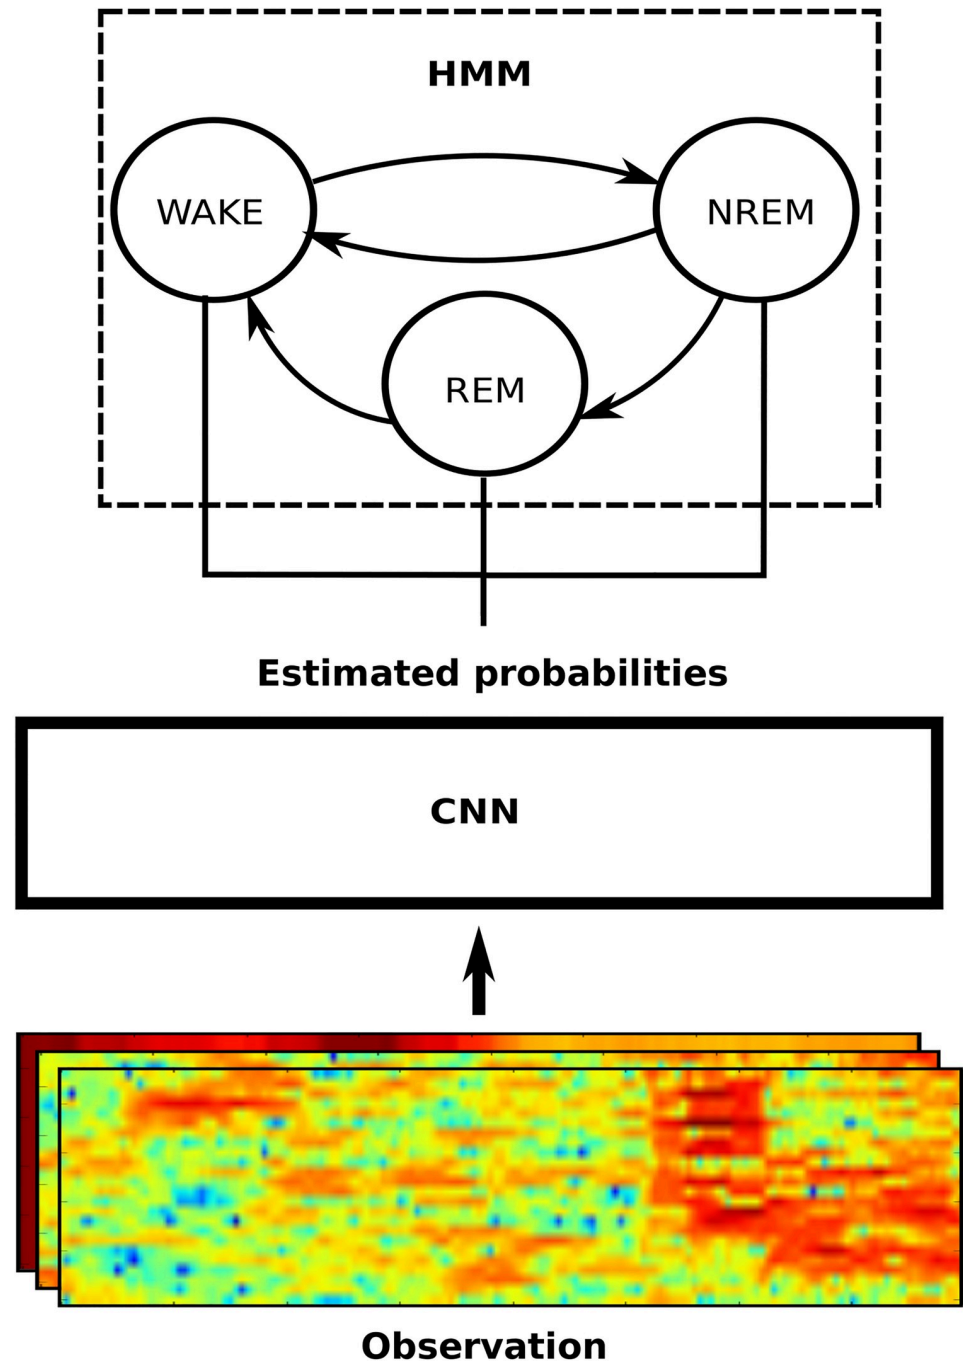 HMM
WAKE
NREM
REM
Estimated probabilities
CNN
Observation